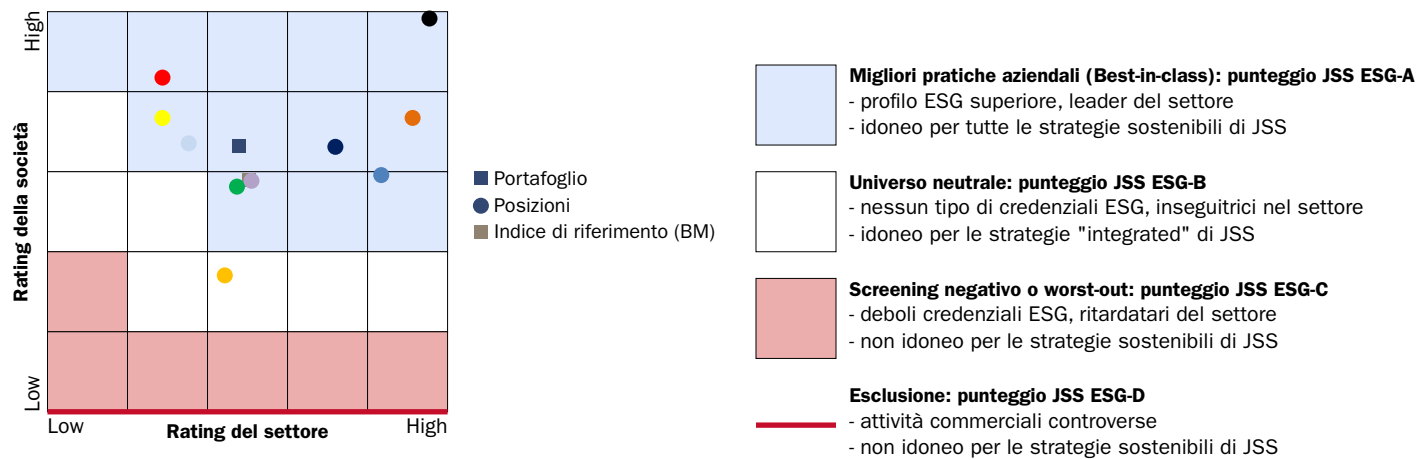 High
Rating della società
Low
Low
Rating del settore
High
Portafoglio
Posizioni
Indice di riferimento (BM)
Migliori pratiche aziendali (Best-in-class): punteggio JSS ESG-A
- profilo ESG superiore, leader del settore
- idoneo per tutte le strategie sostenibili di JSS
Universo neutrale: punteggio JSS ESG-B
- nessun tipo di credenziali ESG, inseguitrici nel settore
- idoneo per le strategie "integrated" di JSS
Screening negativo o worst-out: punteggio JSS ESG-C
- deboli credenziali ESG, ritardatari del settore
- non idoneo per le strategie sostenibili di JSS
Esclusione: punteggio JSS ESG-D
- attività commerciali controverse
- non idoneo per le strategie sostenibili di JSS